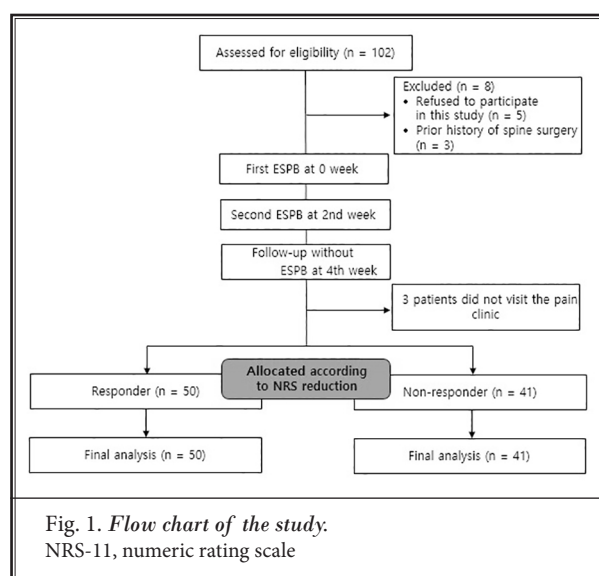 Assessed for eligibility (n = 102)
Excluded (n = 8)
• Refused to participate
in this study (n = 5)
• Prior history of spine surgery
(n = 3)
First ESPB at 0 week
Second ESPB at 2nd week
Follow-up without
ESPB at 4th week
3 patients did not visit the pain
clinic
Allocated according
to NRS reduction
Responder (n = 50)
Non-responder (n = 41)
Final analysis (n = 50)
Final analysis (n = 41)
Fig. 1. Flow chart of the study.
NRS-11, numeric rating scale